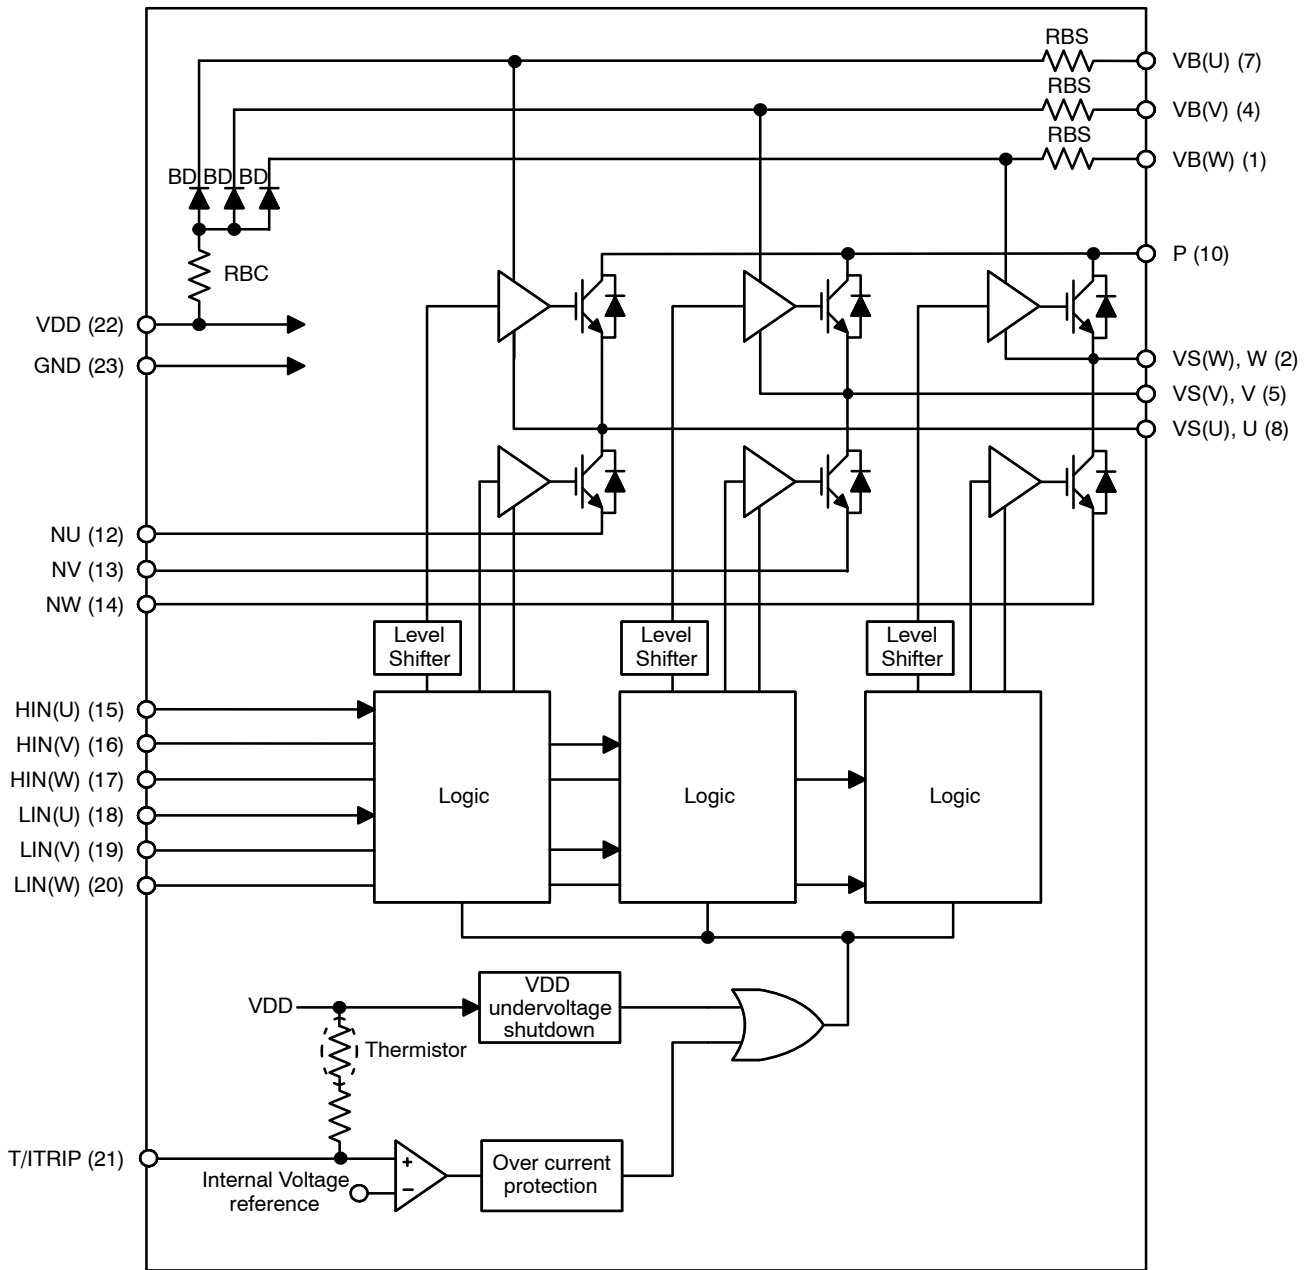 RBS
VB(U) (7)
RBS
VB(V) (4)
RBS
VB(W) (1)
BD BD BD
P (10)
RBC
VDD (22)
GND (23)
VS(W), W (2)
VS(V), V (5)
VS(U), U (8)
NU (12)
NV (13)
NW (14)
Level
Shifter
Level
Shifter
Level
Shifter
HIN(U) (15)
HIN(V) (16)
HIN(W) (17)
LIN(U) (18)
LIN(V) (19)
LIN(W) (20)
Logic
Logic
Logic
VDD
VDD
undervoltage
shutdown
Thermistor
T/ITRIP (21)
+
−
Internal Voltage
reference
Over current
protection